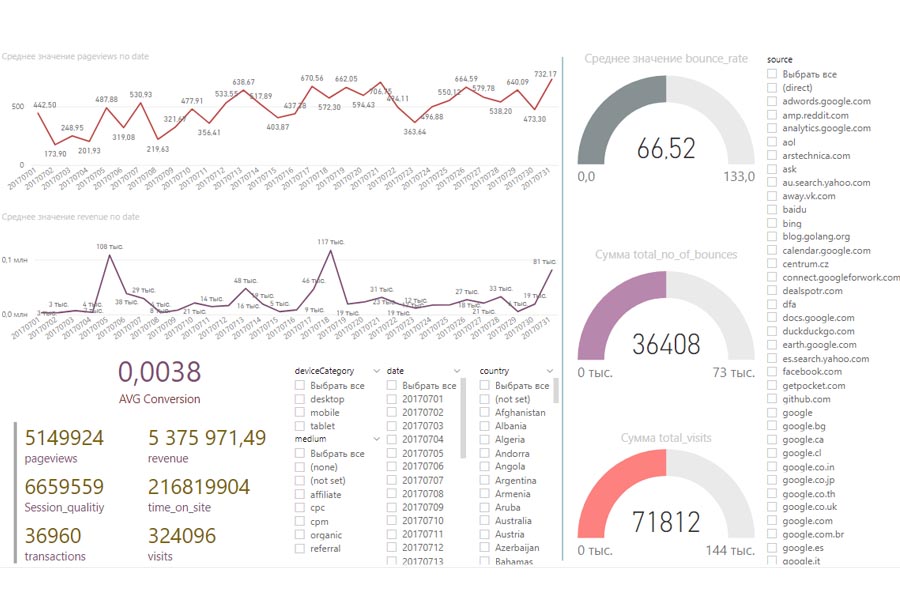 Среднее значение pageviews по date
500
0
442.50
173.90
248.95
201.93
487.88
319.08
530.93
219.63
477.91
356.41
533.55
638.67
517.89
403.87
670.56
572.30
662.05
594.43
363.64
496.88
550.12
664.59
579.78
538.20
640.09
473.30
732.17
20170701
20170702
20170703
20170704
20170705
20170706
20170707
20170708
20170709
20170710
20170711
20170712
20170713
20170714
20170715
20170716
20170717
20170718
20170719
20170720
20170721
20170722
20170723
20170724
20170725
20170726
20170727
20170728
20170729
20170730
20170731
Среднее значение revenue по date
0,1 млн
0,0 млн
3 тыс.
108 тыс.
38 тыс.
29 тыс.
21 тыс.
14 тыс.
48 тыс.
16 тыс.
5 тыс.
46 тыс.
9 тыс.
117 тыс.
19 тыс.
31 тыс.
19 тыс.
12 тыс.
27 тыс.
18 тыс.
21 тыс.
33 тыс.
19 тыс.
81 тыс.
20170701
20170702
20170703
20170704
20170705
20170706
20170707
20170708
20170709
20170710
20170711
20170712
20170713
20170714
20170715
20170716
20170717
20170718
20170719
20170720
20170721
20170722
20170723
20170724
20170725
20170726
20170727
20170728
20170729
20170730
20170731
0,0038
AVG Conversion
5149924
pageviews
5 375 971,49
revenue
6659559
Session_qualitiy
216819904
time_on_site
36960
transactions
324096
visits
deviceCategory
Выбрать все
desktop
mobile
tablet
medium
Выбрать все
(none)
(not set)
affiliate
cpc
cpm
organic
referral
date
Выбрать все
20170701
20170702
20170703
20170704
20170705
20170706
20170707
20170708
20170709
20170710
20170711
20170712
20170713
country
Выбрать все
(not set)
Afghanistan
Albania
Algeria
Andorra
Angola
Argentina
Armenia
Aruba
Australia
Austria
Azerbaijan
Bahamas
Среднее значение bounce_rate
66,52
0,0
133,0
Сумма total_no_of_bounces
36408
0 тыс.
73 тыс.
Сумма total_visits
71812
0 тыс.
144 тыс.
source
Выбрать все
(direct)
adwords.google.com
amp.reddit.com
analytics.google.com
aol
arstechnica.com
ask
au.search.yahoo.com
away.vk.com
baidu
bing
blog.golang.org
calendar.google.com
centrum.cz
connect.googleforwork.com
dealspotr.com
dfa
docs.google.com
duckduckgo.com
earth.google.com
es.search.yahoo.com
facebook.com
getpocket.com
github.com
google
google.bg
google.ca
google.cl
google.co.in
google.co.jp
google.co.th
google.co.uk
google.com
google.com.br
google.es
google.it